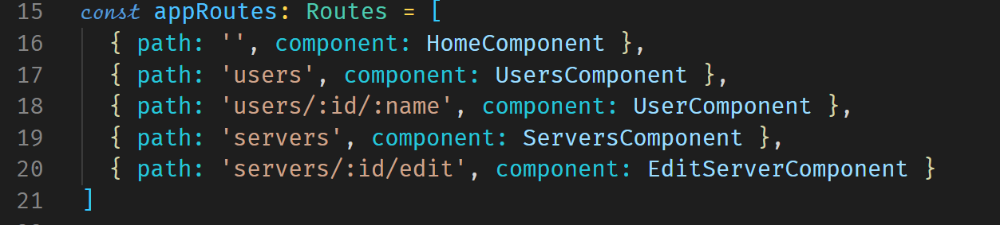 15 const appRoutes: Routes = [
16 { path: '', component: HomeComponent },
17 { path: 'users', component: UsersComponent },
18 { path: 'users/:id/:name', component: UserComponent },
19 { path: 'servers', component: ServersComponent },
20 { path: 'servers/:id/edit', component: EditServerComponent }
21 ]